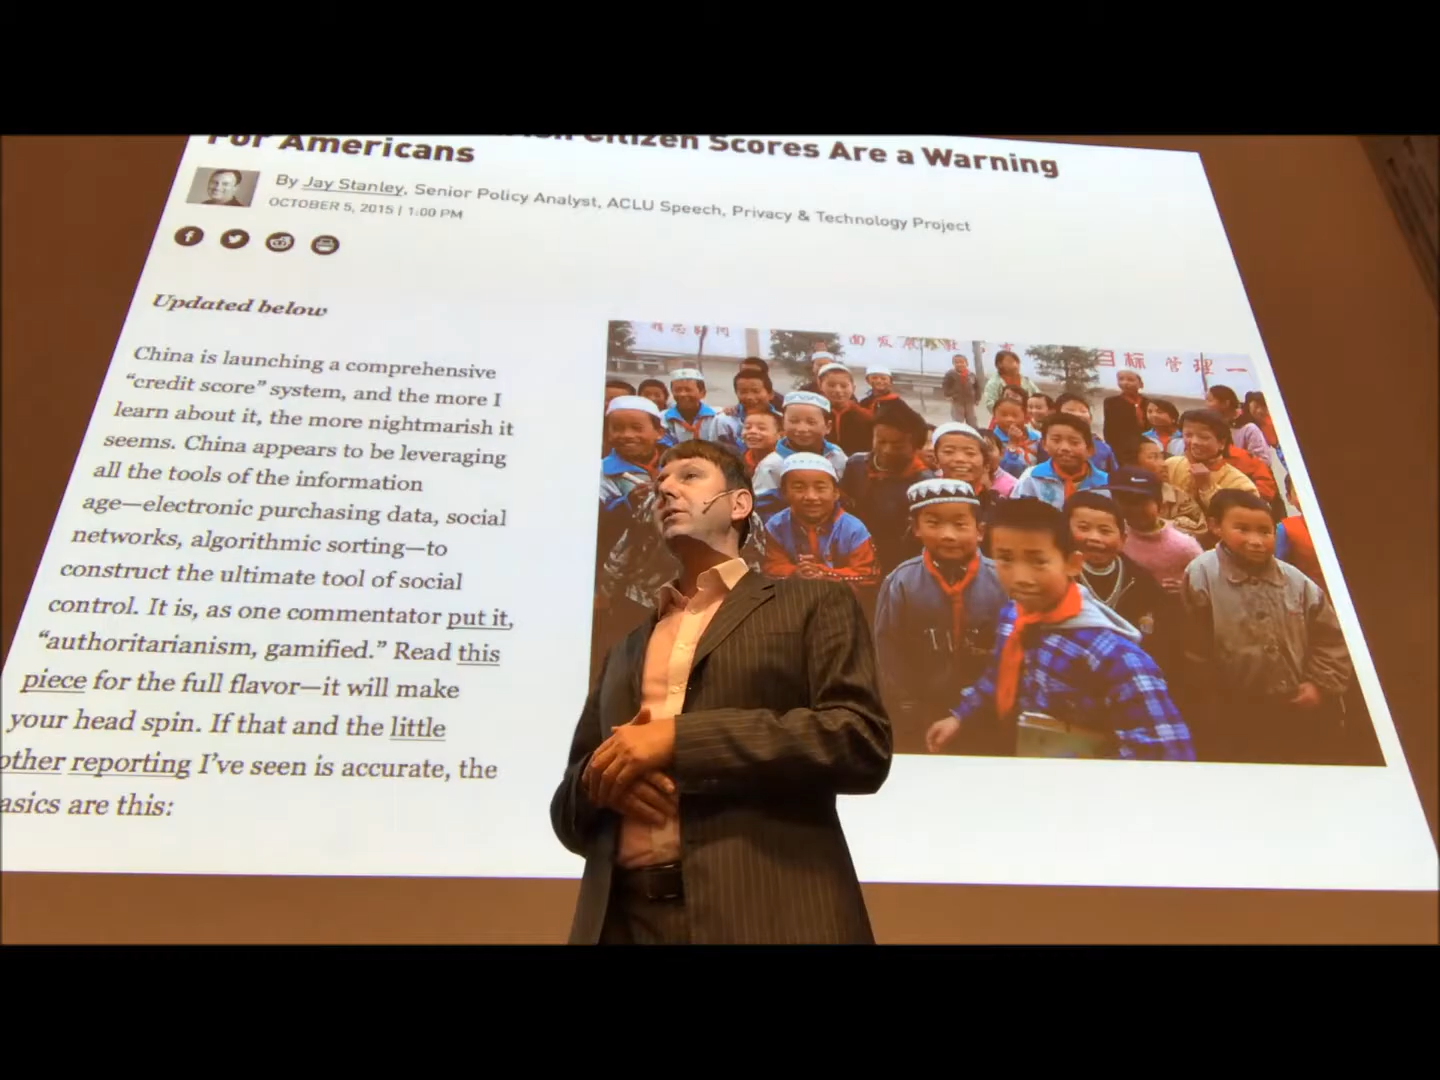 Citizen Scores Are a Warning
For Americans
By Jay Stanley, Senior Policy Analyst, ACLU Speech, Privacy & Technology Project
OCTOBER 5, 2015 | 1:00 PM
Updated below
China is launching a comprehensive
“credit score” system, and the more I
learn about it, the more nightmarish it
seems. China appears to be leveraging
all the tools of the information
age—electronic purchasing data, social
networks, algorithmic sorting—to
construct the ultimate tool of social
control. It is, as one commentator put it,
“authoritarianism, gamified.” Read this
piece for the full flavor—it will make
your head spin. If that and the little
other reporting I’ve seen is accurate, the
asics are this:
目标 管理一